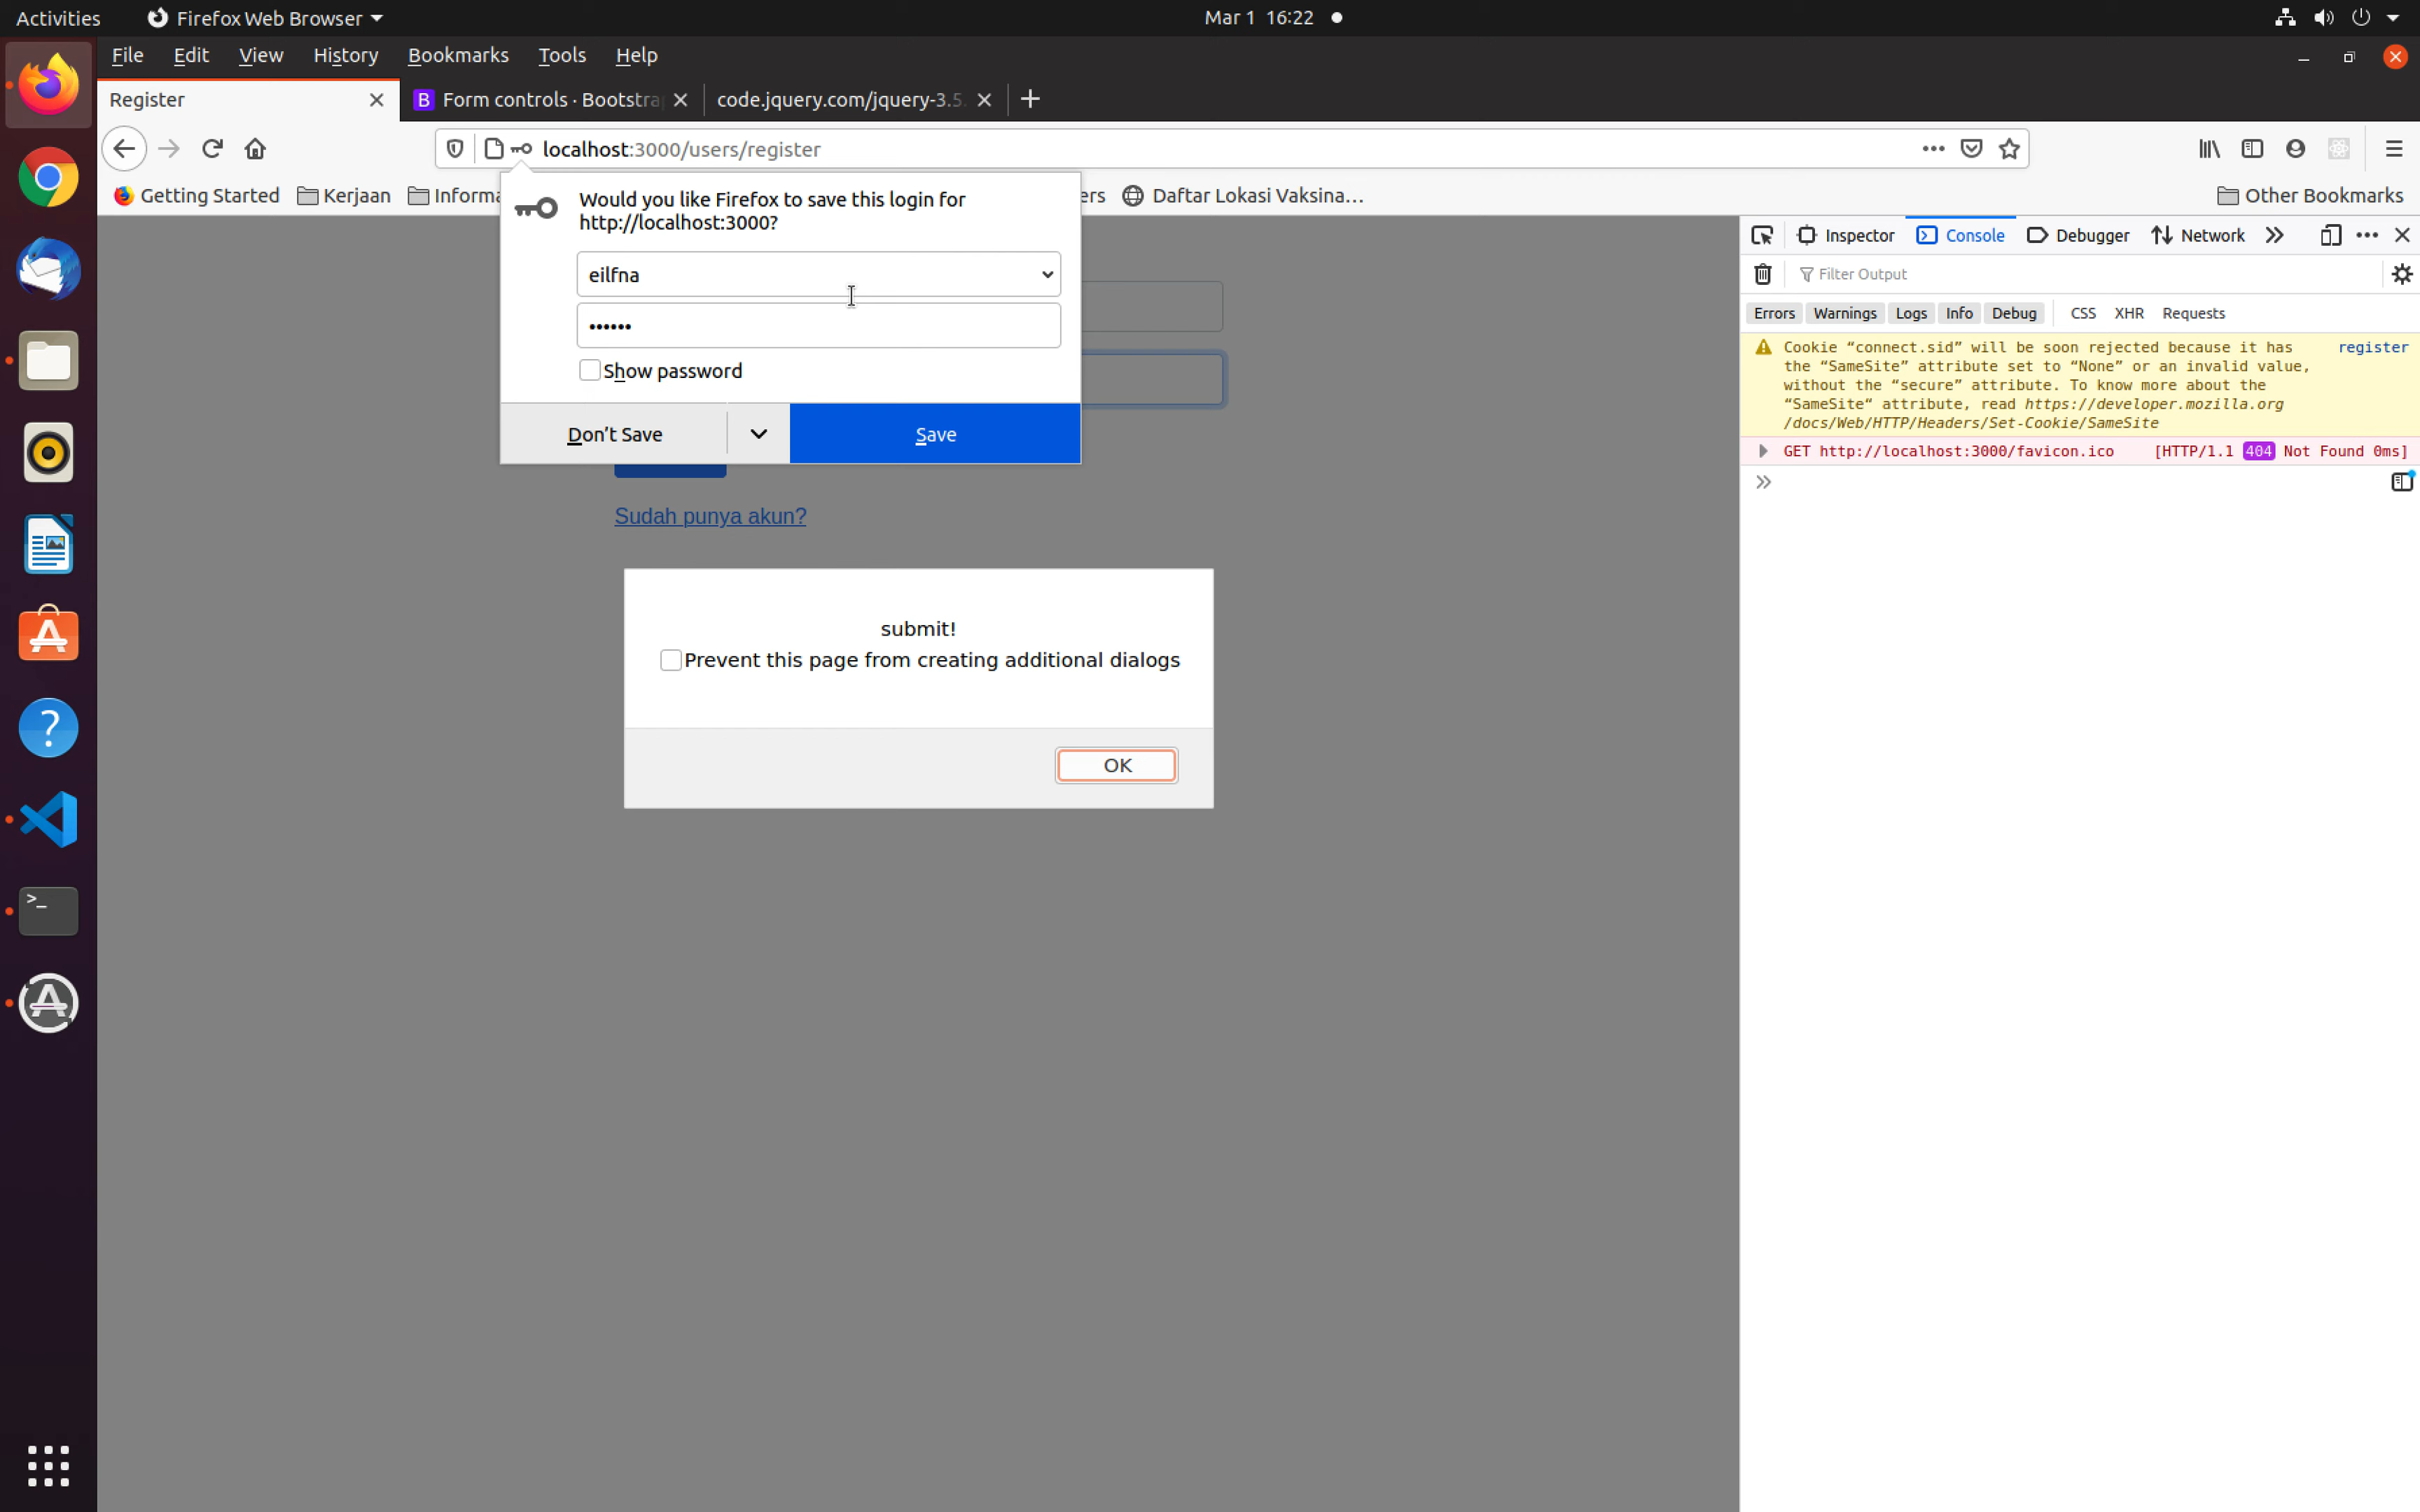 Activities Firefox Web Browser Mar 1 16:22
File Edit View History Bookmarks Tools Help
Register Form controls · Bootstra code.jquery.com/jquery-3.5.
localhost:3000/users/register
Getting Started Kerjaan Informa ers Daftar Lokasi Vaksina… Other Bookmarks
Would you like Firefox to save this login for
http://localhost:3000?
eilfna
••••••
Show password
Don't Save Save
Sudah punya akun?
submit!
Prevent this page from creating additional dialogs
OK
Inspector Console Debugger Network
Filter Output
Errors Warnings Logs Info Debug CSS XHR Requests
Cookie “connect.sid” will be soon rejected because it has register
the “SameSite” attribute set to “None” or an invalid value,
without the “secure” attribute. To know more about the
“SameSite“ attribute, read https://developer.mozilla.org
/docs/Web/HTTP/Headers/Set-Cookie/SameSite
GET http://localhost:3000/favicon.ico [HTTP/1.1 404 Not Found 0ms]